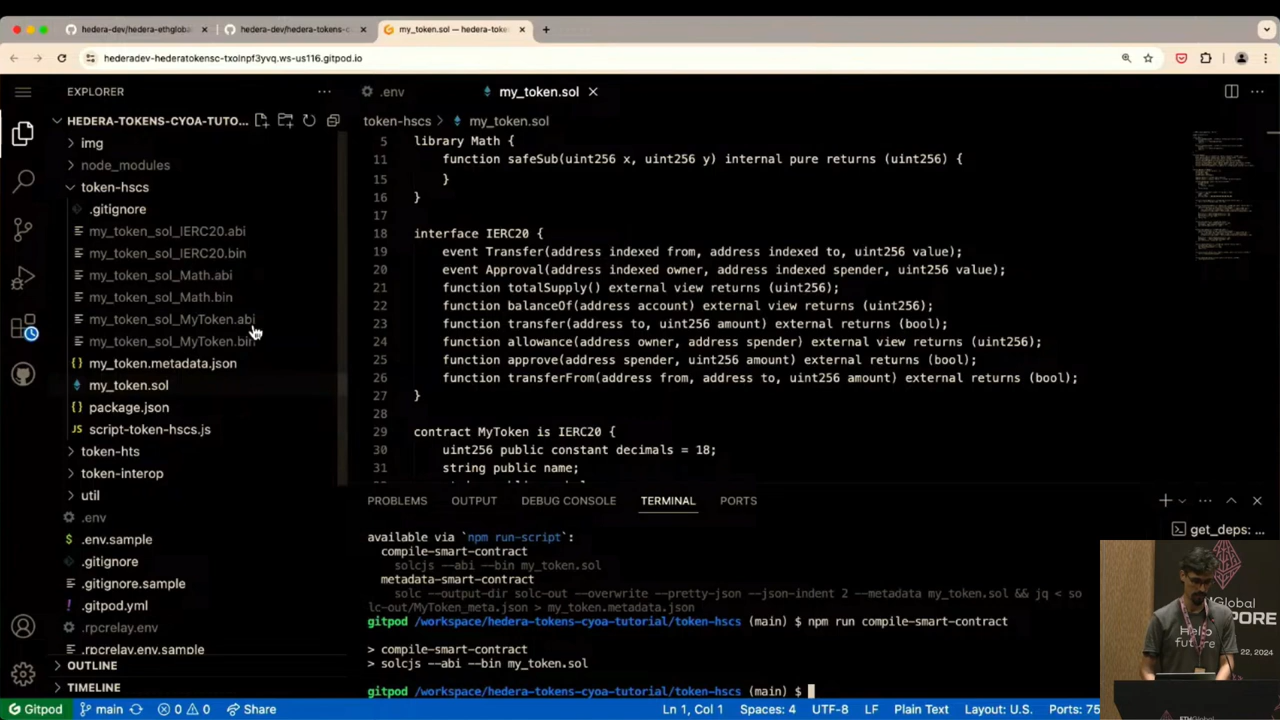 hedera-dev/hedera-ethgloba
hedera-dev/hedera-tokens-c
my_token.sol — hedera-token
hederadev-hederatokensc-txolnpf3yvq.ws-us116.gitpod.io
EXPLORER
.env
my_token.sol
HEDERA-TOKENS-CYOA-TUTO...
token-hscs > my_token.sol
img
node_modules
token-hscs
.gitignore
my_token_sol_IERC20.abi
my_token_sol_IERC20.bin
my_token_sol_Math.abi
my_token_sol_Math.bin
my_token_sol_MyToken.abi
my_token_sol_MyToken.bin
my_token.metadata.json
my_token.sol
package.json
script-token-hscs.js
token-hts
token-interop
util
.env
.env.sample
.gitignore
.gitignore.sample
.gitpod.yml
.rpcrelay.env
.rpcrelay.env.sample
OUTLINE
TIMELINE
5 library Math {
11 function safeSub(uint256 x, uint256 y) internal pure returns (uint256) {
15 }
16 }
17
18 interface IERC20 {
19 event Transfer(address indexed from, address indexed to, uint256 value);
20 event Approval(address indexed owner, address indexed spender, uint256 value);
21 function totalSupply() external view returns (uint256);
22 function balanceOf(address account) external view returns (uint256);
23 function transfer(address to, uint256 amount) external returns (bool);
24 function allowance(address owner, address spender) external view returns (uint256);
25 function approve(address spender, uint256 amount) external returns (bool);
26 function transferFrom(address from, address to, uint256 amount) external returns (bool);
27 }
28
29 contract MyToken is IERC20 {
30 uint256 public constant decimals = 18;
31 string public name;
PROBLEMS OUTPUT DEBUG CONSOLE TERMINAL PORTS
get_deps: ...
available via `npm run-script`:
compile-smart-contract
solcjs --abi --bin my_token.sol
metadata-smart-contract
solc --output-dir solc-out --overwrite --pretty-json --json-indent 2 --metadata my_token.sol && jq < so
lc-out/MyToken_meta.json > my_token.metadata.json
gitpod /workspace/hedera-tokens-cyoa-tutorial/token-hscs (main) $ npm run compile-smart-contract
> compile-smart-contract
> solcjs --abi --bin my_token.sol
gitpod /workspace/hedera-tokens-cyoa-tutorial/token-hscs (main) $
Gitpod main 0 0 Share
Ln 1, Col 1 Spaces: 4 UTF-8 LF Plain Text Layout: U.S. Ports: 75
Hello
future
22, 2024